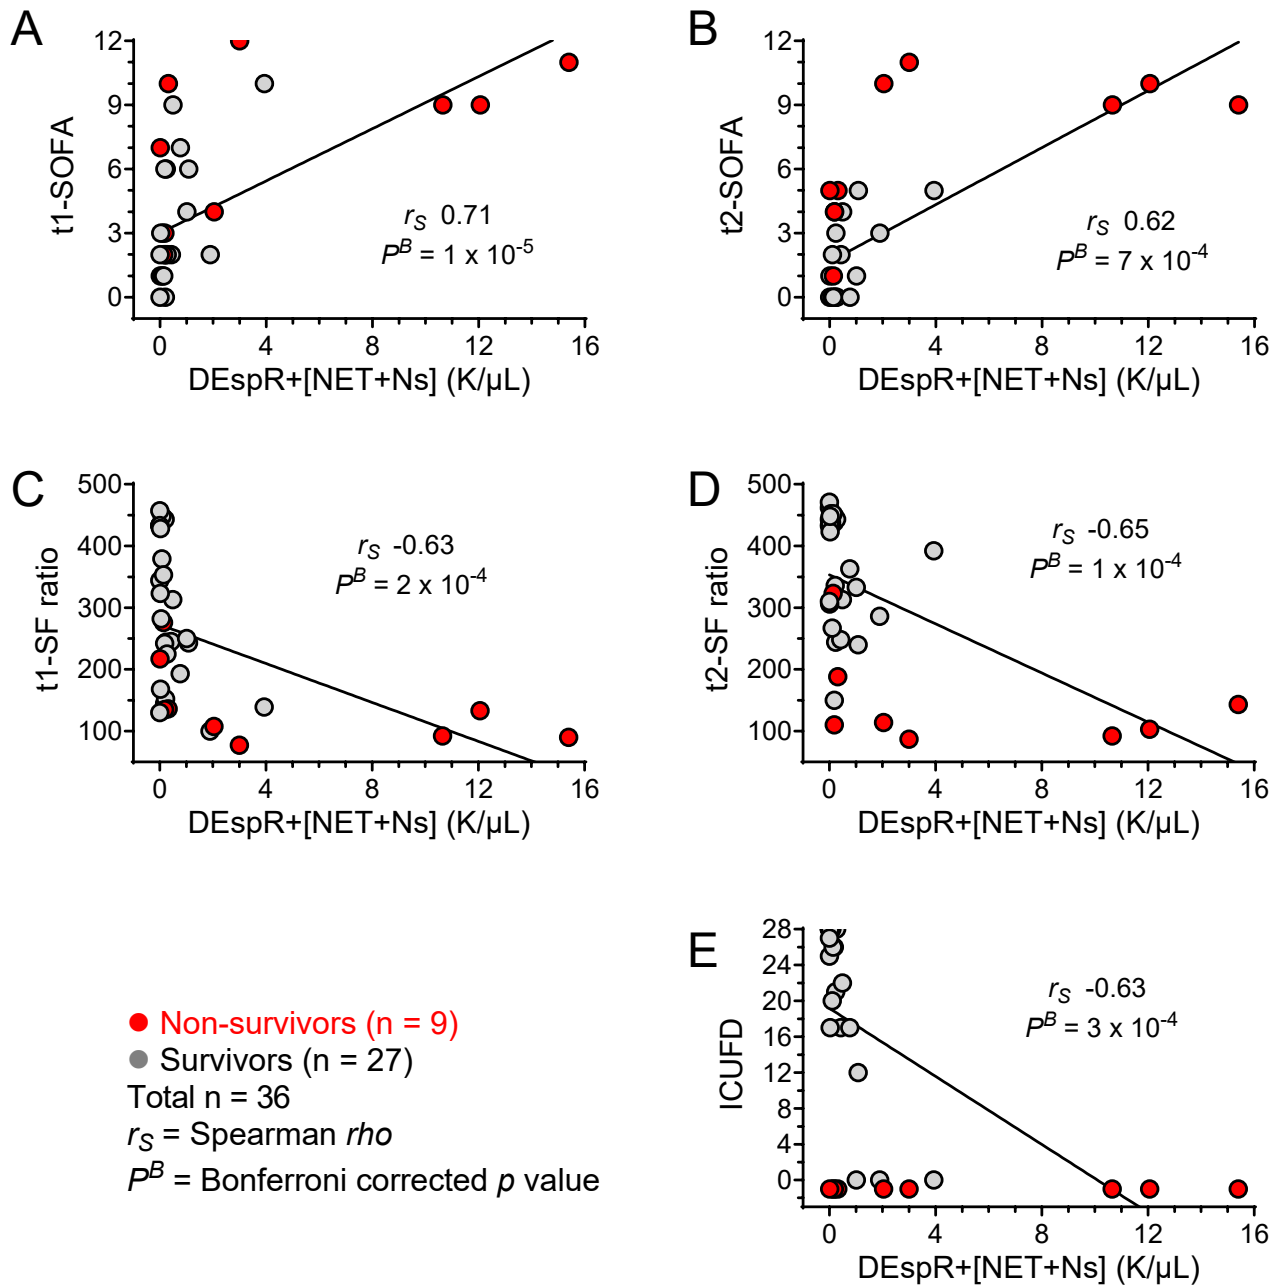 A
12
9
6
3
0
t1-SOFA
r_S 0.71
P^B = 1 x 10^-5
0 4 8 12 16
DEspR+[NET+Ns] (K/µL)
B
12
9
6
3
0
t2-SOFA
r_S 0.62
P^B = 7 x 10^-4
0 4 8 12 16
DEspR+[NET+Ns] (K/µL)
C
500
400
300
200
100
t1-SF ratio
r_S -0.63
P^B = 2 x 10^-4
0 4 8 12 16
DEspR+[NET+Ns] (K/µL)
D
500
400
300
200
100
t2-SF ratio
r_S -0.65
P^B = 1 x 10^-4
0 4 8 12 16
DEspR+[NET+Ns] (K/µL)
E
28
24
20
16
12
8
4
0
ICUFD
r_S -0.63
P^B = 3 x 10^-4
0 4 8 12 16
DEspR+[NET+Ns] (K/µL)
Non-survivors (n = 9)
Survivors (n = 27)
Total n = 36
r_S = Spearman rho
P^B = Bonferroni corrected p value